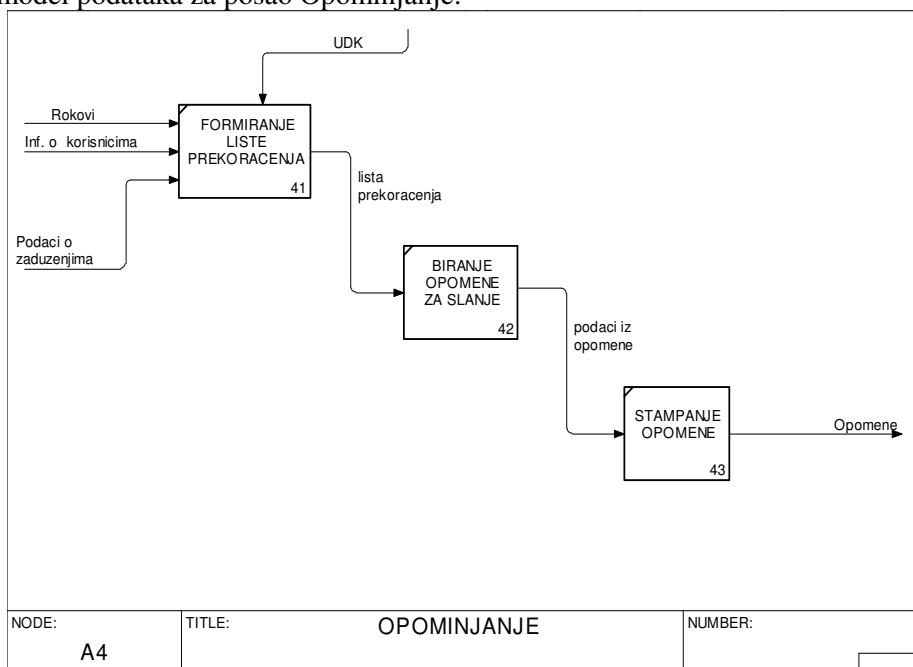 model podataka za posao Opominjanje.
UDK
Rokovi
Inf. o korisnicima
Podaci o
zaduzenjima
FORMIRANJE
LISTE
PREKORACENJA
41
lista
prekoracenja
BIRANJE
OPOMENE
ZA SLANJE
42
podaci iz
opomene
STAMPANJE
OPOMENE
43
Opomene
NODE:
A4
TITLE:
OPOMINJANJE
NUMBER: